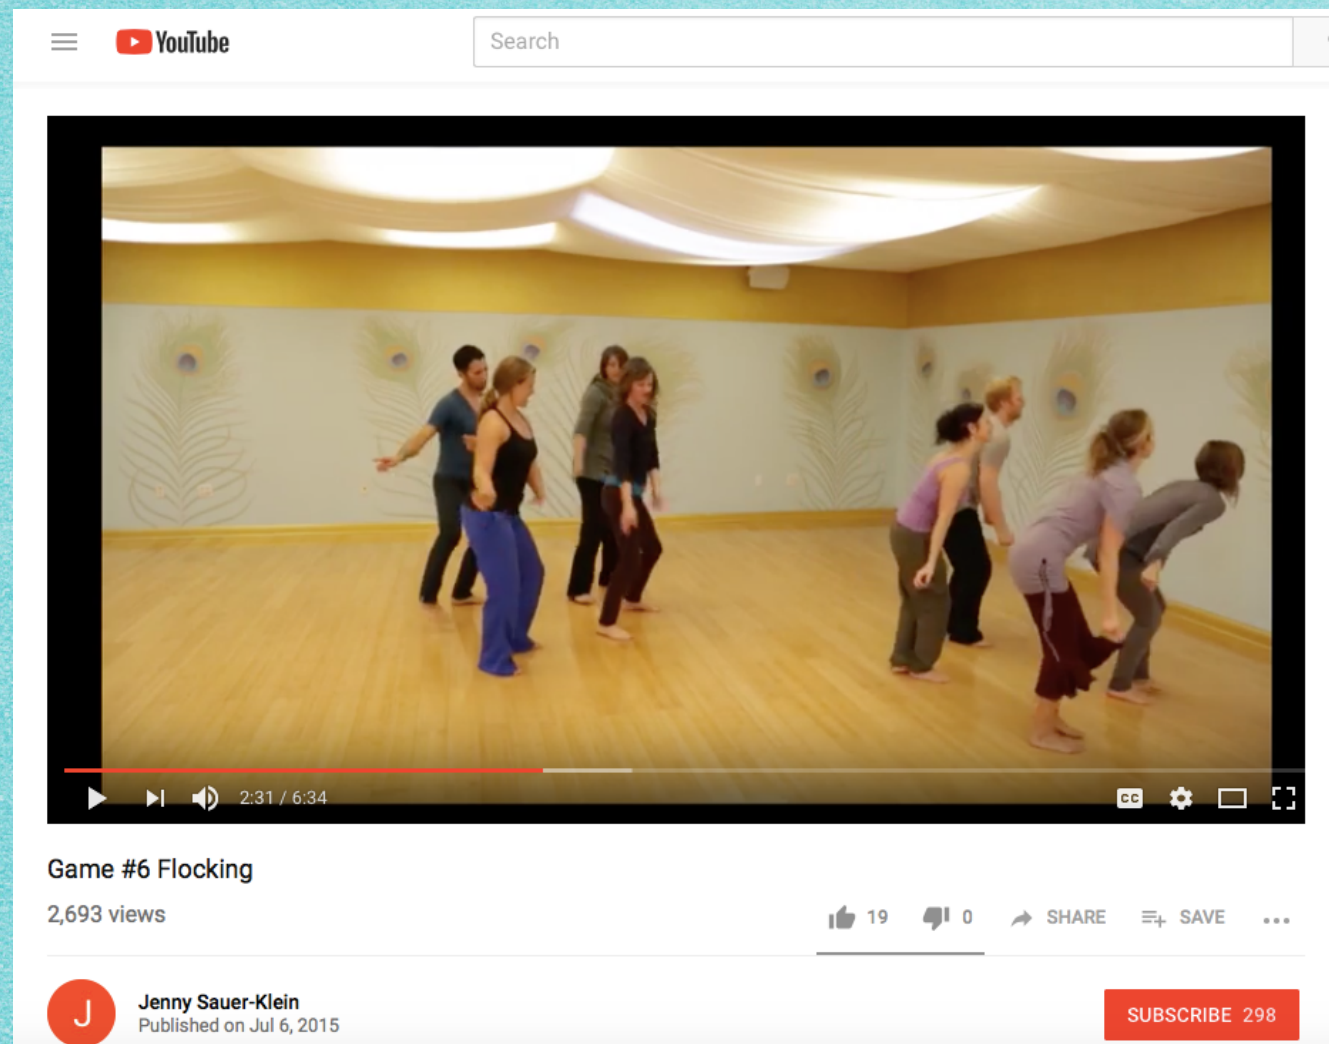 YouTube
Search
2:31 / 6:34
CC
Game #6 Flocking
2,693 views
19 0 SHARE SAVE
J
Jenny Sauer-Klein
Published on Jul 6, 2015
SUBSCRIBE 298